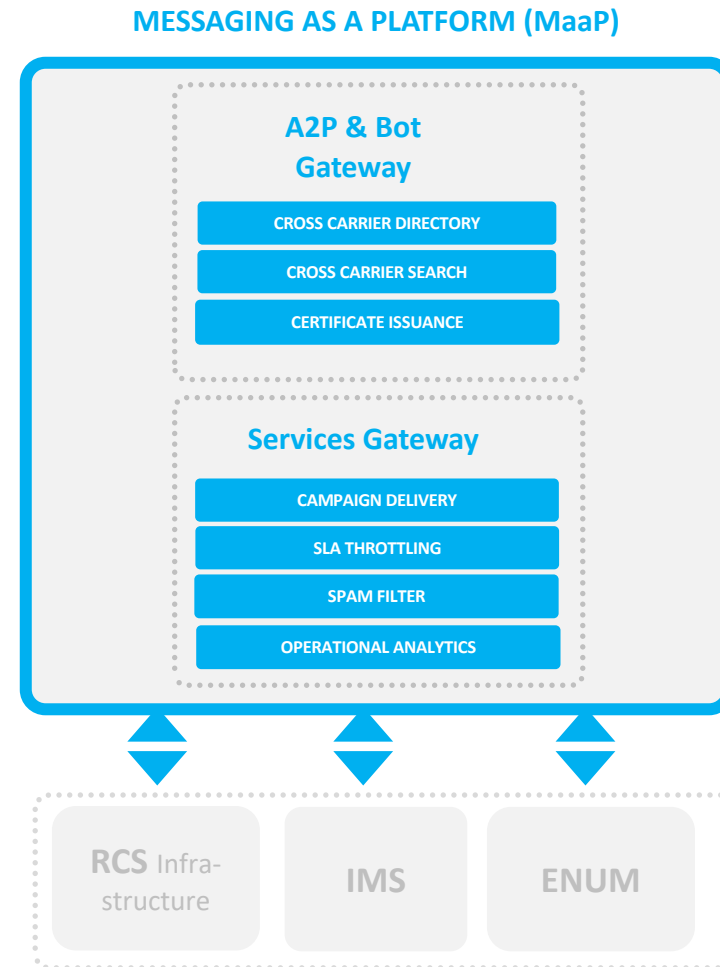 MESSAGING AS A PLATFORM (MaaP)
A2P & Bot
Gateway
CROSS CARRIER DIRECTORY
CROSS CARRIER SEARCH
CERTIFICATE ISSUANCE
Services Gateway
CAMPAIGN DELIVERY
SLA THROTTLING
SPAM FILTER
OPERATIONAL ANALYTICS
RCS Infra-
structure
IMS
ENUM